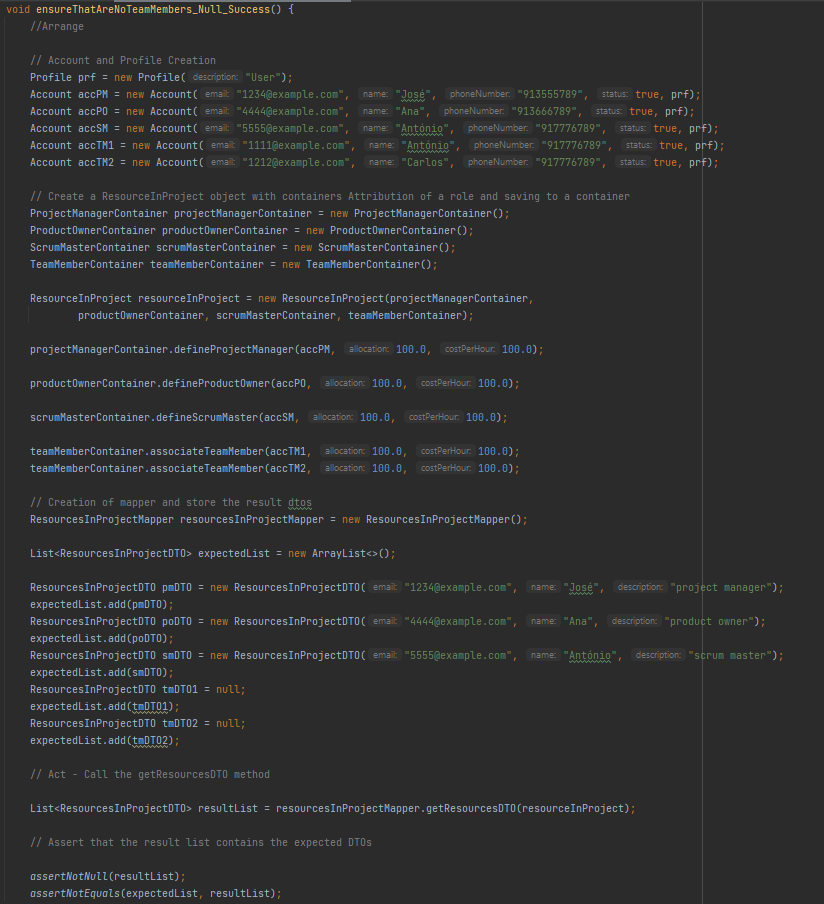 void ensureThatAreNoTeamMembers_Null_Success() {
//Arrange
// Account and Profile Creation
Profile prf = new Profile( description: "User");
Account accPM = new Account( email: "1234@example.com", name: "José", phoneNumber: "913555789", status: true, prf);
Account accPO = new Account( email: "4444@example.com", name: "Ana", phoneNumber: "913666789", status: true, prf);
Account accSM = new Account( email: "5555@example.com", name: "António", phoneNumber: "917776789", status: true, prf);
Account accTM1 = new Account( email: "1111@example.com", name: "António", phoneNumber: "917776789", status: true, prf);
Account accTM2 = new Account( email: "1212@example.com", name: "Carlos", phoneNumber: "917776789", status: true, prf);
// Create a ResourceInProject object with containers Attribution of a role and saving to a container
ProjectManagerContainer projectManagerContainer = new ProjectManagerContainer();
ProductOwnerContainer productOwnerContainer = new ProductOwnerContainer();
ScrumMasterContainer scrumMasterContainer = new ScrumMasterContainer();
TeamMemberContainer teamMemberContainer = new TeamMemberContainer();
ResourceInProject resourceInProject = new ResourceInProject(projectManagerContainer,
productOwnerContainer, scrumMasterContainer, teamMemberContainer);
projectManagerContainer.defineProjectManager(accPM, allocation: 100.0, costPerHour: 100.0);
productOwnerContainer.defineProductOwner(accPO, allocation: 100.0, costPerHour: 100.0);
scrumMasterContainer.defineScrumMaster(accSM, allocation: 100.0, costPerHour: 100.0);
teamMemberContainer.associateTeamMember(accTM1, allocation: 100.0, costPerHour: 100.0);
teamMemberContainer.associateTeamMember(accTM2, allocation: 100.0, costPerHour: 100.0);
// Creation of mapper and store the result dtos
ResourcesInProjectMapper resourcesInProjectMapper = new ResourcesInProjectMapper();
List<ResourcesInProjectDTO> expectedList = new ArrayList<>();
ResourcesInProjectDTO pmDTO = new ResourcesInProjectDTO( email: "1234@example.com", name: "José", description: "project manager");
expectedList.add(pmDTO);
ResourcesInProjectDTO poDTO = new ResourcesInProjectDTO( email: "4444@example.com", name: "Ana", description: "product owner");
expectedList.add(poDTO);
ResourcesInProjectDTO smDTO = new ResourcesInProjectDTO( email: "5555@example.com", name: "António", description: "scrum master");
expectedList.add(smDTO);
ResourcesInProjectDTO tmDTO1 = null;
expectedList.add(tmDTO1);
ResourcesInProjectDTO tmDTO2 = null;
expectedList.add(tmDTO2);
// Act - Call the getResourcesDTO method
List<ResourcesInProjectDTO> resultList = resourcesInProjectMapper.getResourcesDTO(resourceInProject);
// Assert that the result list contains the expected DTOs
assertNotNull(resultList);
assertNotEquals(expectedList, resultList);